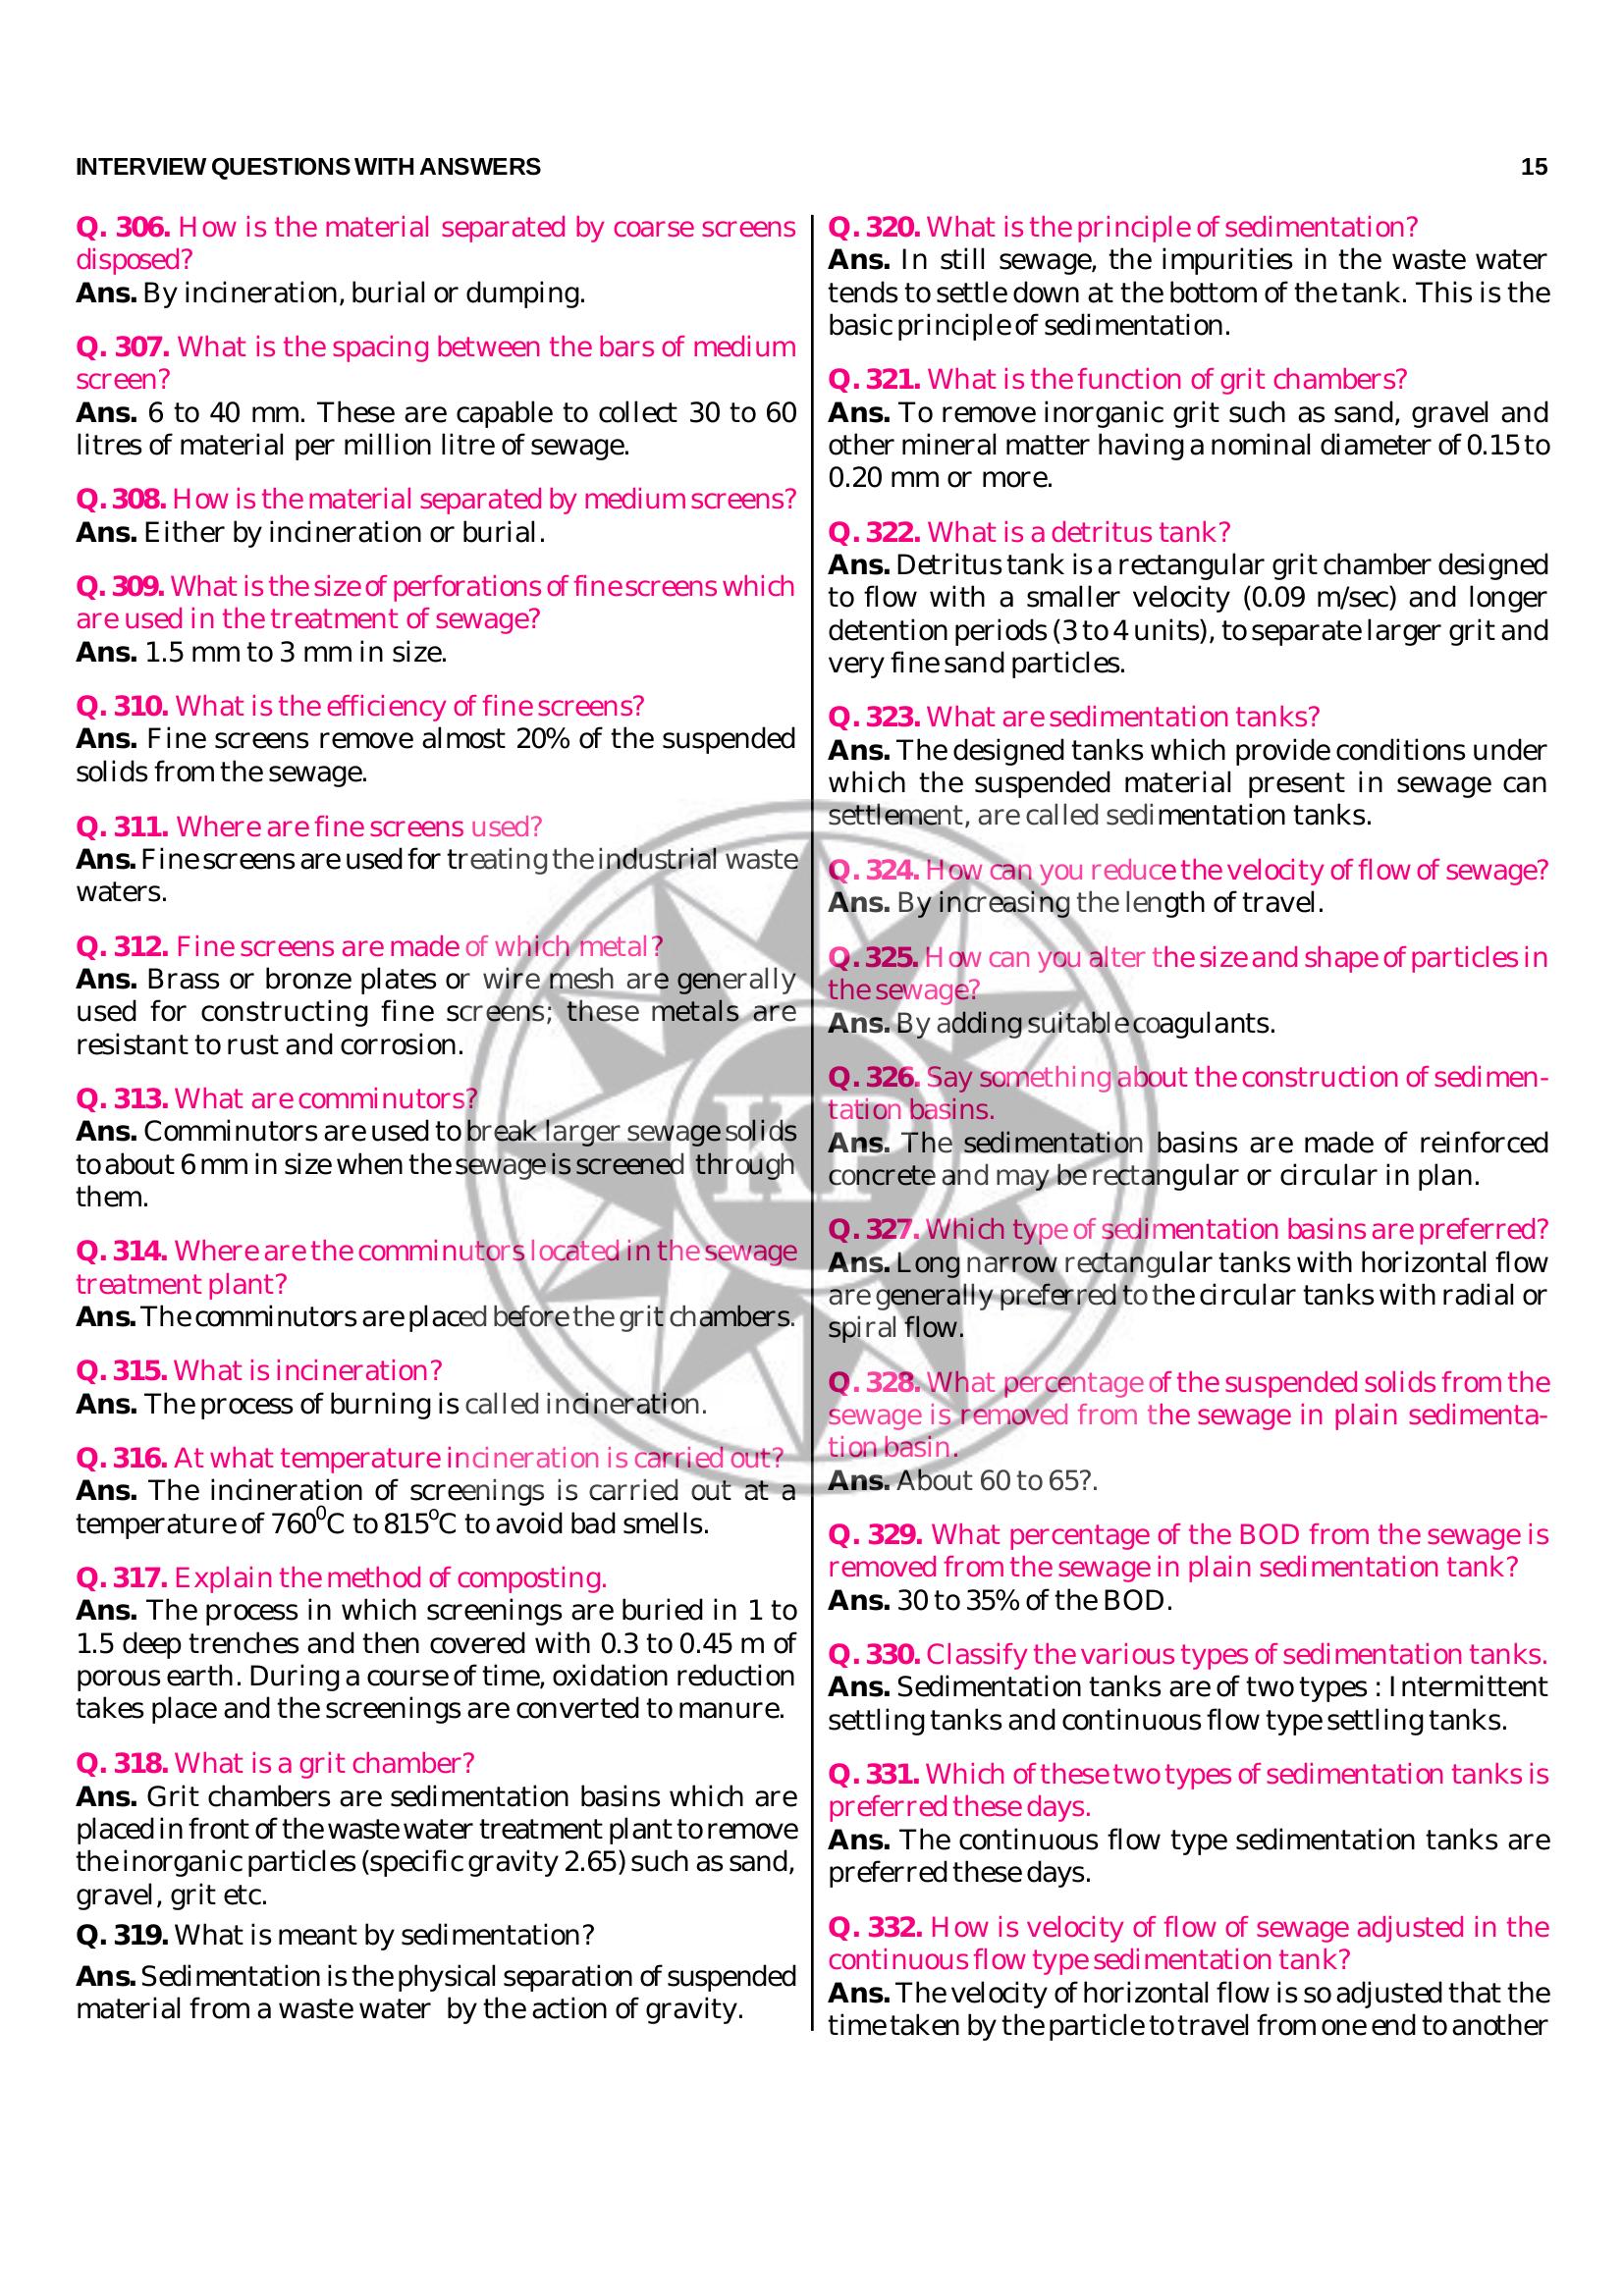 INTERVIEW QUESTIONS WITH ANSWERS 15
Q. 306. How is the material separated by coarse screens
disposed?
Ans. By incineration, burial or dumping.
Q. 307. What is the spacing between the bars of medium
screen?
Ans. 6 to 40 mm. These are capable to collect 30 to 60
litres of material per million litre of sewage.
Q. 308. How is the material separated by medium screens?
Ans. Either by incineration or burial.
Q. 309. What is the size of perforations of fine screens which
are used in the treatment of sewage?
Ans. 1.5 mm to 3 mm in size.
Q. 310. What is the efficiency of fine screens?
Ans. Fine screens remove almost 20% of the suspended
solids from the sewage.
Q. 311. Where are fine screens used?
Ans. Fine screens are used for treating the industrial waste
waters.
Q. 312. Fine screens are made of which metal?
Ans. Brass or bronze plates or wire mesh are generally
used for constructing fine screens; these metals are
resistant to rust and corrosion.
Q. 313. What are comminutors?
Ans. Comminutors are used to break larger sewage solids
to about 6 mm in size when the sewage is screened through
them.
Q. 314. Where are the comminutors located in the sewage
treatment plant?
Ans. The comminutors are placed before the grit chambers.
Q. 315. What is incineration?
Ans. The process of burning is called incineration.
Q. 316. At what temperature incineration is carried out?
Ans. The incineration of screenings is carried out at a
temperature of 760⁰C to 815ᵒC to avoid bad smells.
Q. 317. Explain the method of composting.
Ans. The process in which screenings are buried in 1 to
1.5 deep trenches and then covered with 0.3 to 0.45 m of
porous earth. During a course of time, oxidation reduction
takes place and the screenings are converted to manure.
Q. 318. What is a grit chamber?
Ans. Grit chambers are sedimentation basins which are
placed in front of the waste water treatment plant to remove
the inorganic particles (specific gravity 2.65) such as sand,
gravel, grit etc.
Q. 319. What is meant by sedimentation?
Ans. Sedimentation is the physical separation of suspended
material from a waste water by the action of gravity.
Q. 320. What is the principle of sedimentation?
Ans. In still sewage, the impurities in the waste water
tends to settle down at the bottom of the tank. This is the
basic principle of sedimentation.
Q. 321. What is the function of grit chambers?
Ans. To remove inorganic grit such as sand, gravel and
other mineral matter having a nominal diameter of 0.15 to
0.20 mm or more.
Q. 322. What is a detritus tank?
Ans. Detritus tank is a rectangular grit chamber designed
to flow with a smaller velocity (0.09 m/sec) and longer
detention periods (3 to 4 units), to separate larger grit and
very fine sand particles.
Q. 323. What are sedimentation tanks?
Ans. The designed tanks which provide conditions under
which the suspended material present in sewage can
settlement, are called sedimentation tanks.
Q. 324. How can you reduce the velocity of flow of sewage?
Ans. By increasing the length of travel.
Q. 325. How can you alter the size and shape of particles in
the sewage?
Ans. By adding suitable coagulants.
Q. 326. Say something about the construction of sedimen-
tation basins.
Ans. The sedimentation basins are made of reinforced
concrete and may be rectangular or circular in plan.
Q. 327. Which type of sedimentation basins are preferred?
Ans. Long narrow rectangular tanks with horizontal flow
are generally preferred to the circular tanks with radial or
spiral flow.
Q. 328. What percentage of the suspended solids from the
sewage is removed from the sewage in plain sedimenta-
tion basin.
Ans. About 60 to 65?.
Q. 329. What percentage of the BOD from the sewage is
removed from the sewage in plain sedimentation tank?
Ans. 30 to 35% of the BOD.
Q. 330. Classify the various types of sedimentation tanks.
Ans. Sedimentation tanks are of two types : Intermittent
settling tanks and continuous flow type settling tanks.
Q. 331. Which of these two types of sedimentation tanks is
preferred these days.
Ans. The continuous flow type sedimentation tanks are
preferred these days.
Q. 332. How is velocity of flow of sewage adjusted in the
continuous flow type sedimentation tank?
Ans. The velocity of horizontal flow is so adjusted that the
time taken by the particle to travel from one end to another
KP